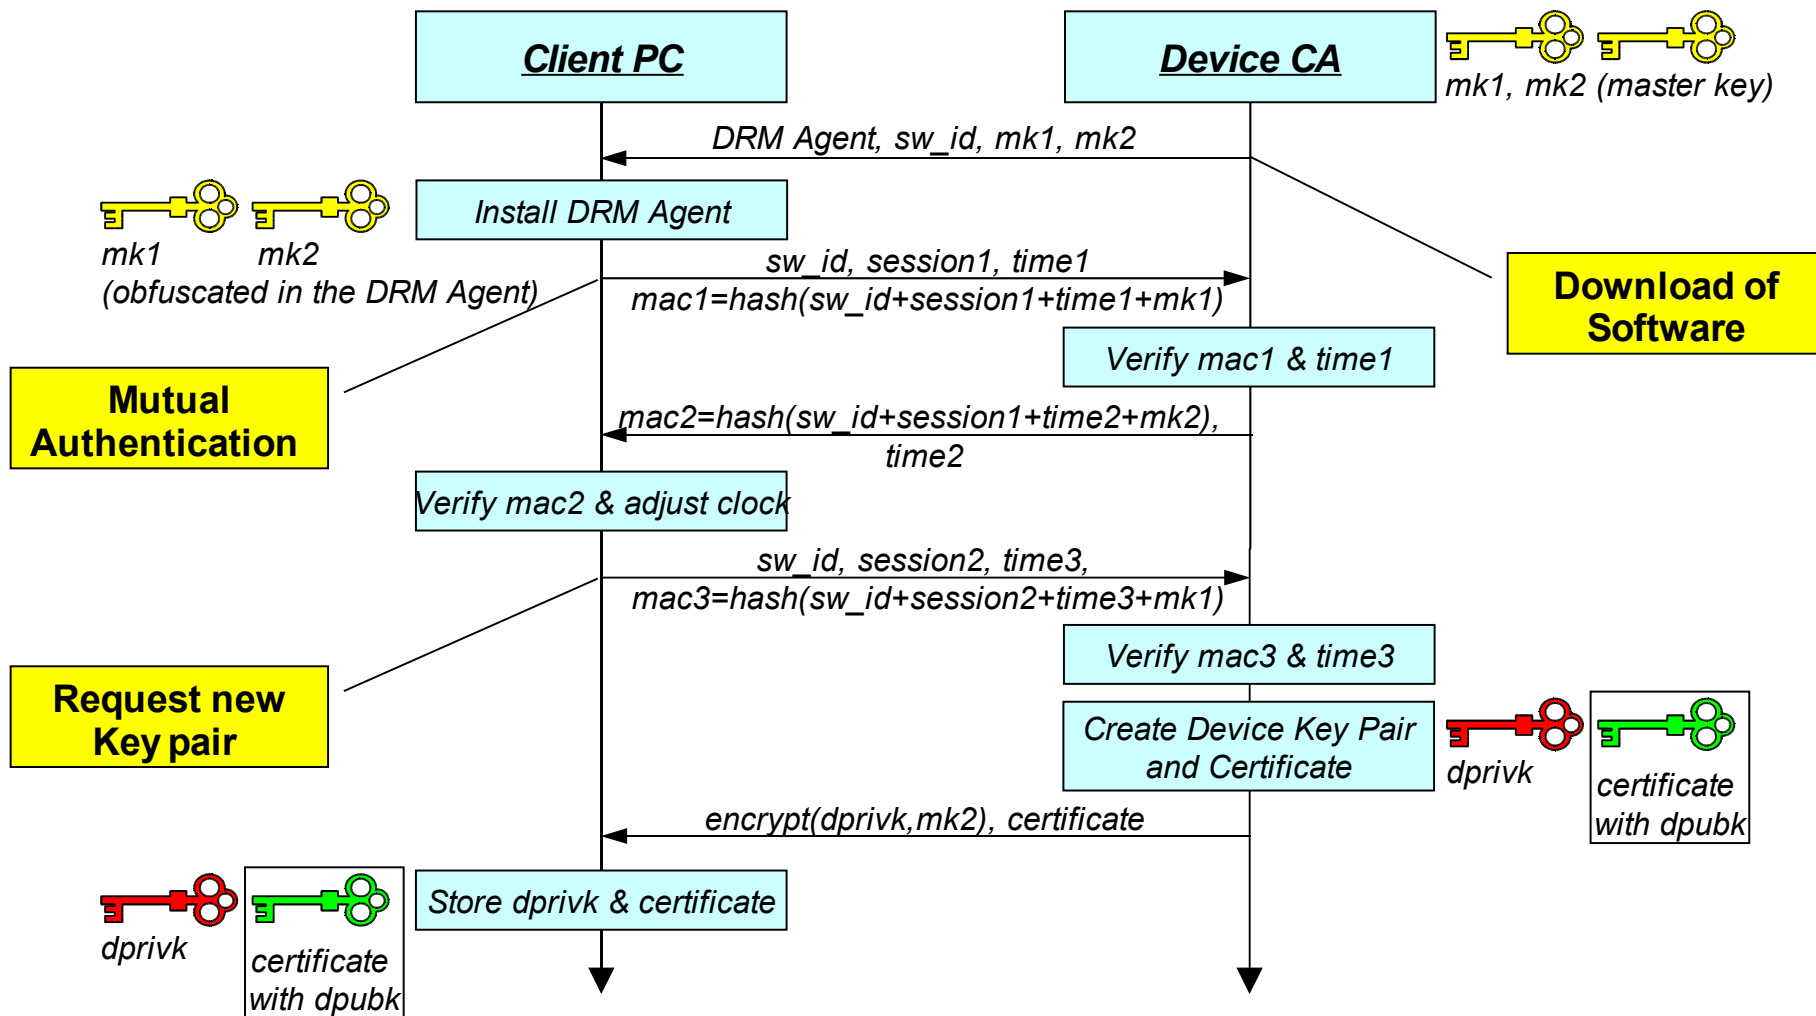 Client PC
Device CA
mk1, mk2 (master key)
DRM Agent, sw_id, mk1, mk2
Install DRM Agent
mk1 mk2
(obfuscated in the DRM Agent)
sw_id, session1, time1
mac1=hash(sw_id+session1+time1+mk1)
Download of
Software
Verify mac1 & time1
Mutual
Authentication
mac2=hash(sw_id+session1+time2+mk2),
time2
Verify mac2 & adjust clock
sw_id, session2, time3,
mac3=hash(sw_id+session2+time3+mk1)
Verify mac3 & time3
Request new
Key pair
Create Device Key Pair
and Certificate
dprivk
certificate
with dpubk
encrypt(dprivk,mk2), certificate
Store dprivk & certificate
dprivk
certificate
with dpubk